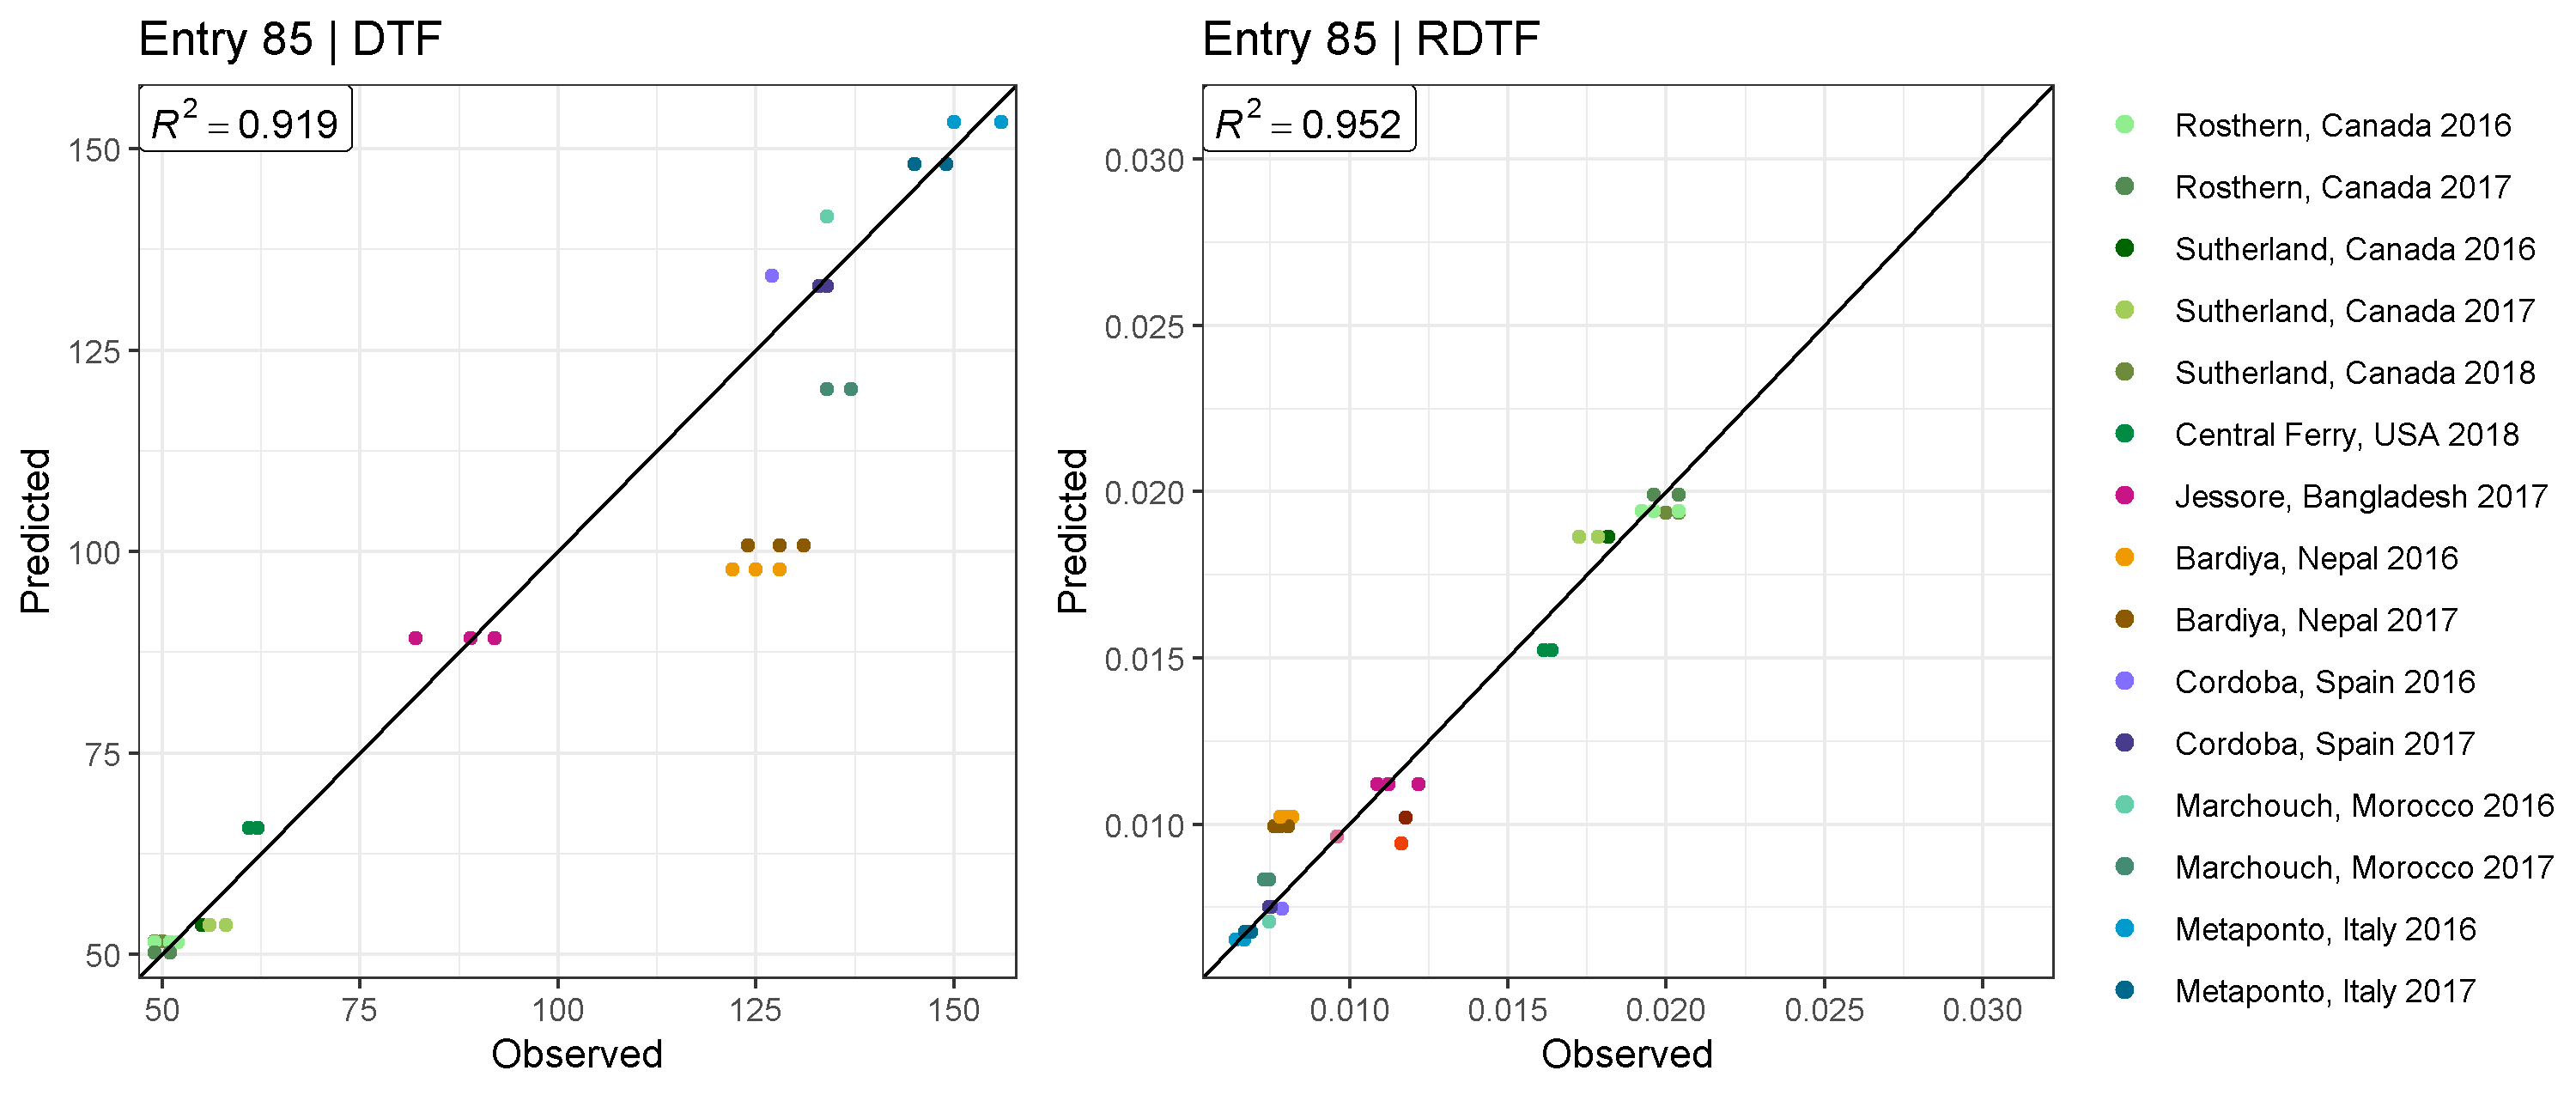 Entry 85 | DTF
R² = 0.919
150
125
100
75
50
50 75 100 125 150
Predicted
Observed
Entry 85 | RDTF
R² = 0.952
0.030
0.025
0.020
0.015
0.010
0.010 0.015 0.020 0.025 0.030
Predicted
Observed
Rosthern, Canada 2016
Rosthern, Canada 2017
Sutherland, Canada 2016
Sutherland, Canada 2017
Sutherland, Canada 2018
Central Ferry, USA 2018
Jessore, Bangladesh 2017
Bardiya, Nepal 2016
Bardiya, Nepal 2017
Cordoba, Spain 2016
Cordoba, Spain 2017
Marchouch, Morocco 2016
Marchouch, Morocco 2017
Metaponto, Italy 2016
Metaponto, Italy 2017